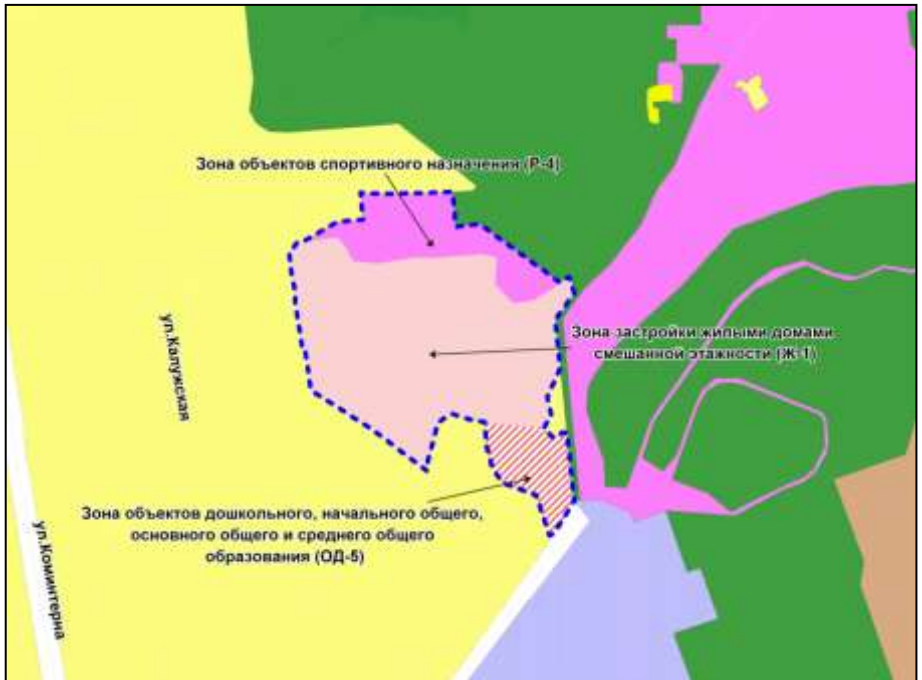 Зона объектов спортивного назначения (Р-4)
Зона застройки жилыми домами
смешанной этажности (Ж-1)
ул.Калужская
Зона объектов дошкольного, начального общего,
основного общего и среднего общего
образования (ОД-5)
ул.Коминтерна